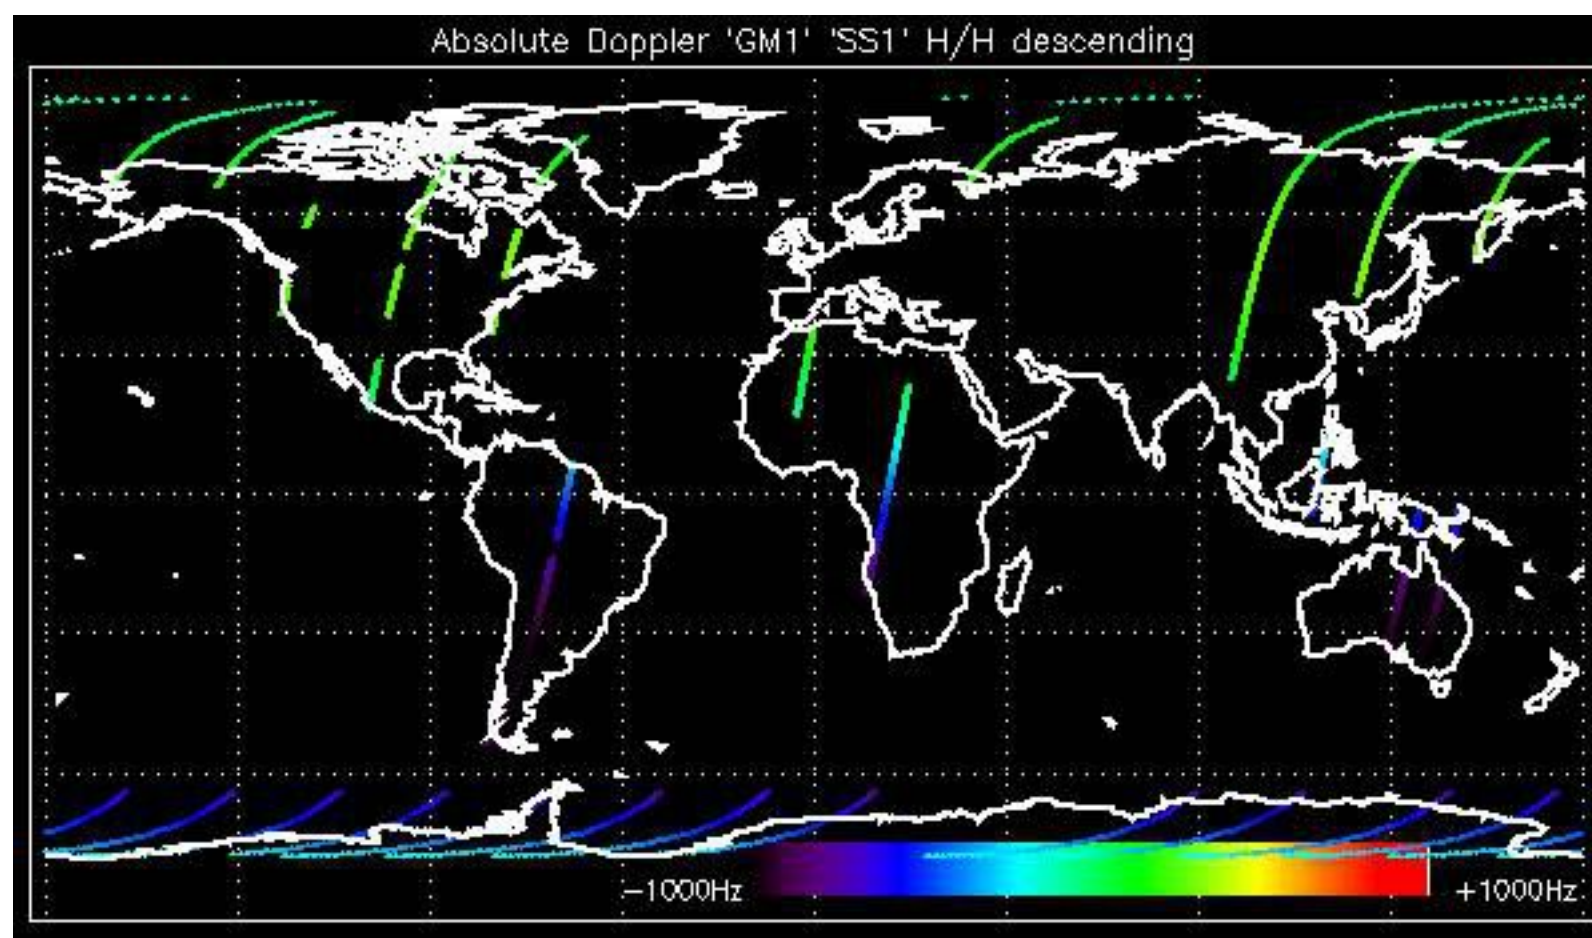 Absolute Doppler 'GM1' 'SS1' H/H descending
-1000Hz +1000Hz